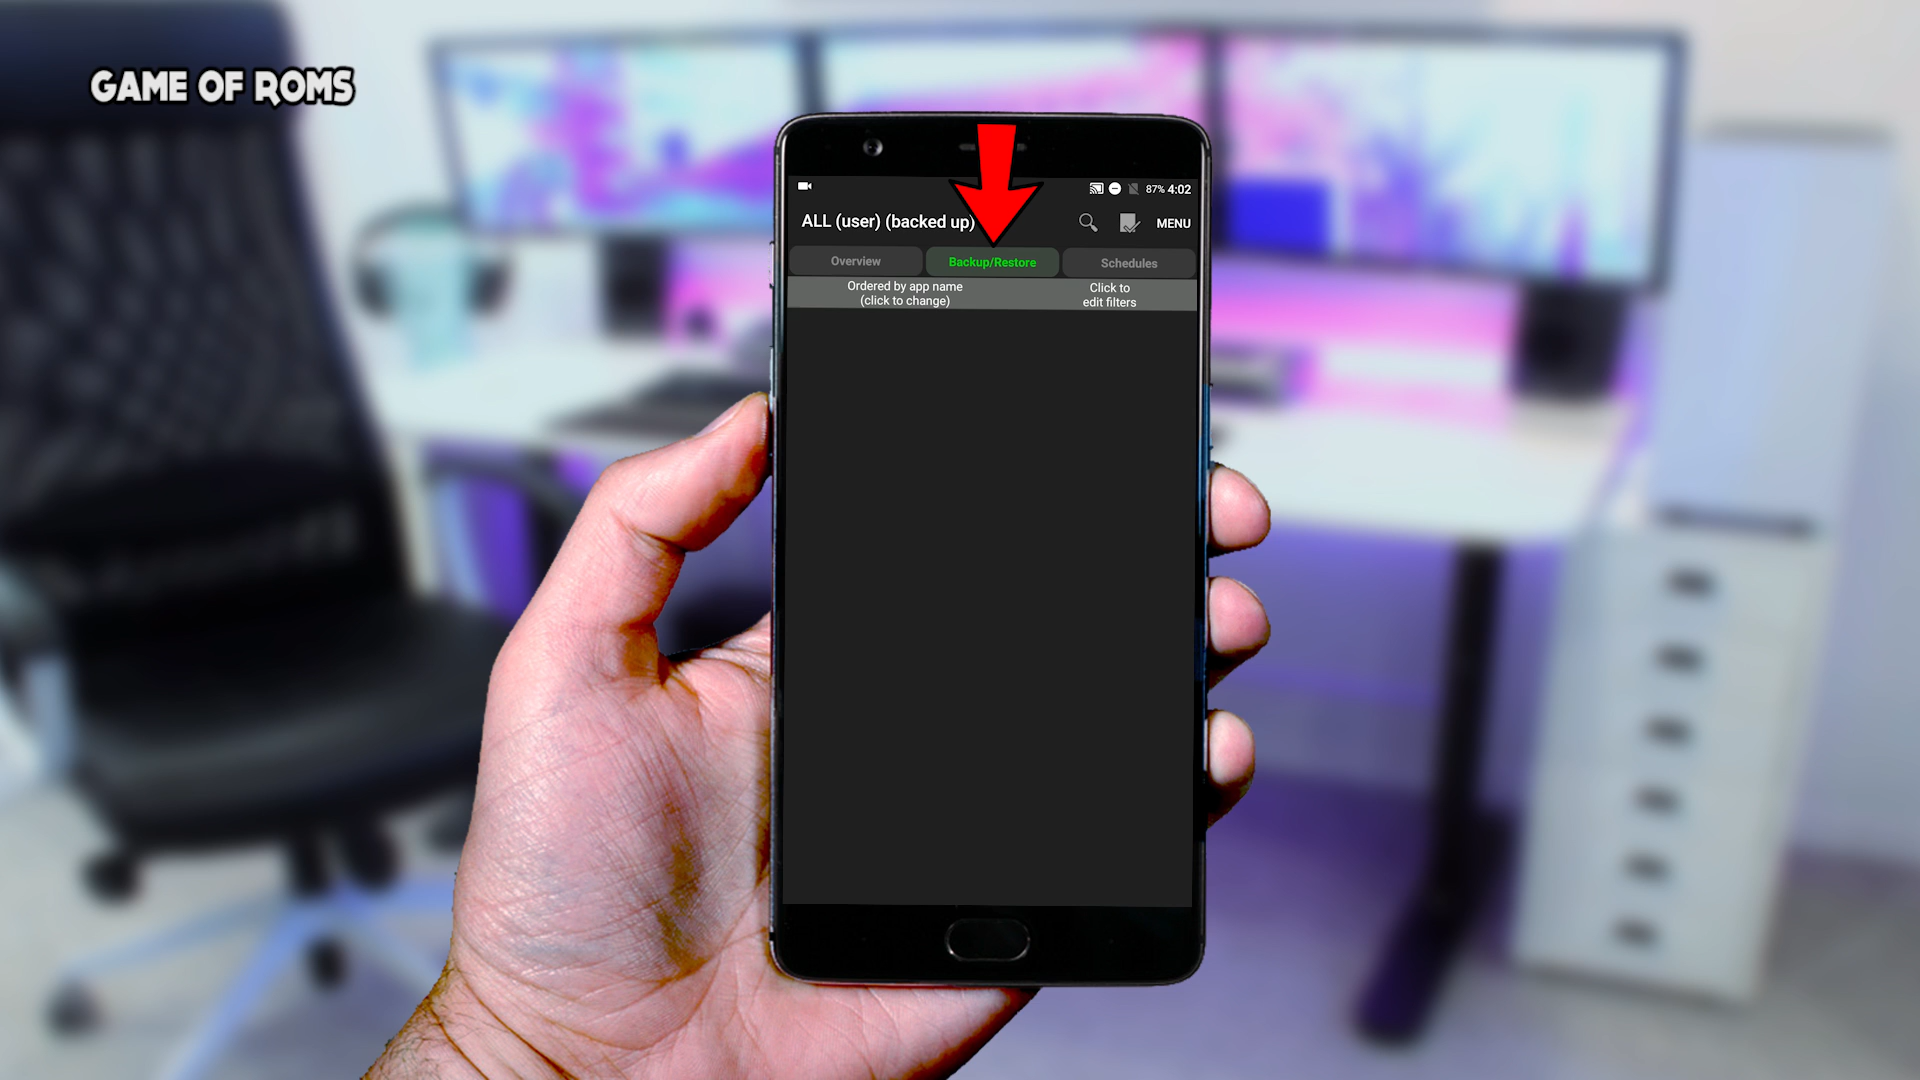 GAME OF ROMS
87% 4:02
ALL (user) (backed up)
MENU
Overview
Backup/Restore
Schedules
Ordered by app name
(click to change)
Click to
edit filters